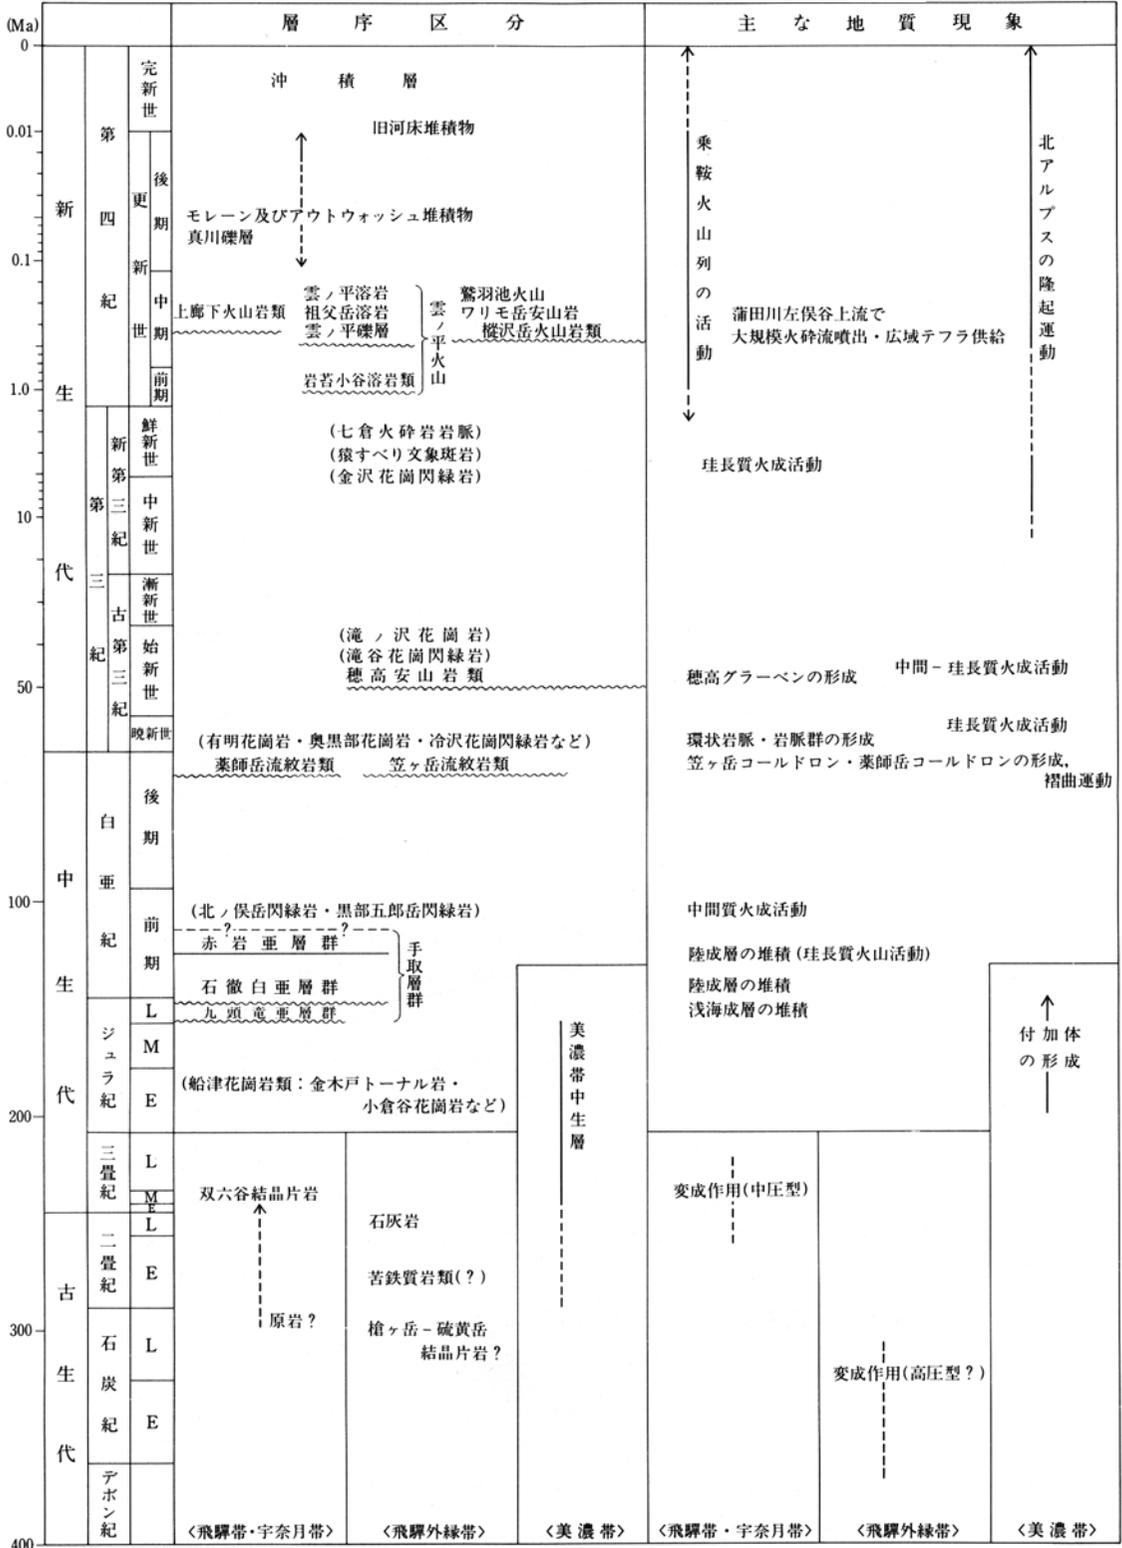 (Ma)
層序区分
主な地質現象
0
0.01
0.1
1.0
10
50
100
200
300
400
新生代
中生代
古生代
第四紀
第三紀
新第三紀
古第三紀
白亜紀
ジュラ紀
三畳紀
二畳紀
石炭紀
デボン紀
完新世
更新世
後期
中期
前期
鮮新世
中新世
漸新世
始新世
暁新世
後期
前期
L
M
E
L
M
E
L
E
L
E
沖積層
旧河床堆積物
モレーン及びアウトウォッシュ堆積物
真川礫層
上廊下火山岩類
雲ノ平溶岩
祖父岳溶岩
雲ノ平礫層
岩苔小谷溶岩類
雲ノ平火山
鷲羽池火山
ワリモ岳安山岩
樅沢岳火山岩類
(七倉火砕岩岩脈)
(猿すべり文象斑岩)
(金沢花崗閃緑岩)
(滝ノ沢花崗岩)
(滝谷花崗閃緑岩)
穂高安山岩類
(有明花崗岩・奥黒部花崗岩・冷沢花崗閃緑岩など)
薬師岳流紋岩類
笠ヶ岳流紋岩類
(北ノ俣岳閃緑岩・黒部五郎岳閃緑岩)
? ?
赤岩亜層群
石徹白亜層群
九頭竜亜層群
手取層群
(船津花崗岩類：金木戸トーナル岩・
小倉谷花崗岩など)
美濃帯中生層
双六谷結晶片岩
原岩?
石灰岩
苦鉄質岩類(?)
槍ヶ岳－硫黄岳
結晶片岩?
〈飛驒帯・宇奈月帯〉
〈飛驒外縁帯〉
〈美濃帯〉
乗鞍火山列の活動
北アルプスの隆起運動
蒲田川左俣谷上流で
大規模火砕流噴出・広域テフラ供給
珪長質火成活動
穂高グラーベンの形成
中間－珪長質火成活動
珪長質火成活動
環状岩脈・岩脈群の形成
笠ヶ岳コールドロン・薬師岳コールドロンの形成，
褶曲運動
中間質火成活動
陸成層の堆積(珪長質火山活動)
陸成層の堆積
浅海成層の堆積
付加体
の形成
変成作用(中圧型)
変成作用(高圧型?)
〈飛驒帯・宇奈月帯〉
〈飛驒外縁帯〉
〈美濃帯〉